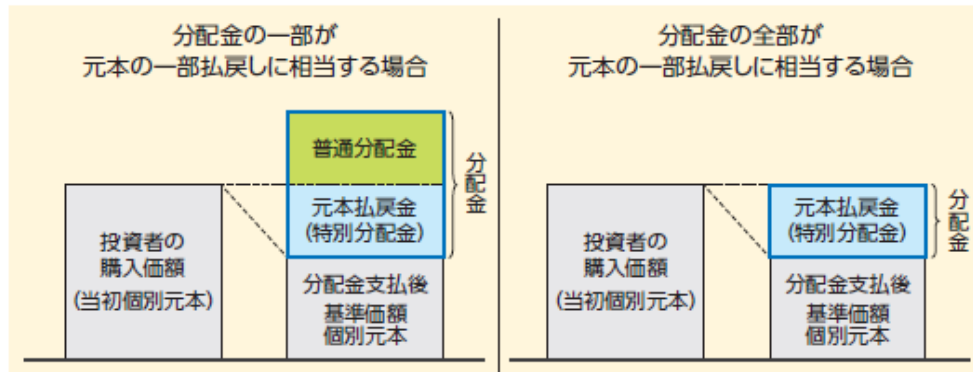 分配金の一部が
元本の一部払戻しに相当する場合
普通分配金
元本払戻金
(特別分配金)
分配金
投資者の
購入価額
(当初個別元本)
分配金支払後
基準価額
個別元本
分配金の全部が
元本の一部払戻しに相当する場合
元本払戻金
(特別分配金)
分配金
投資者の
購入価額
(当初個別元本)
分配金支払後
基準価額
個別元本